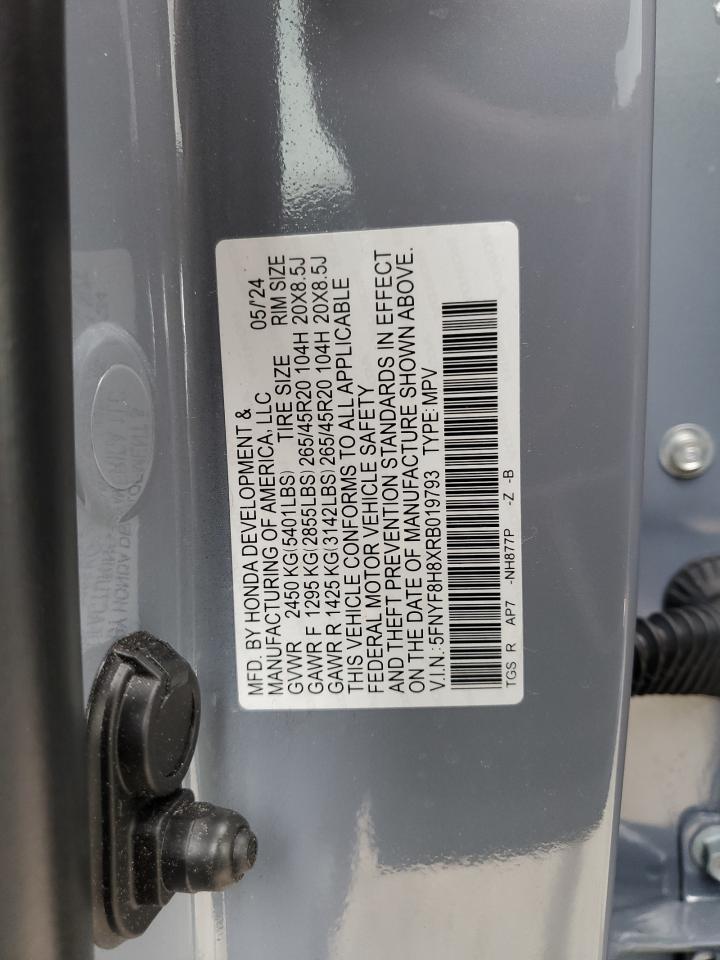 MFD. BY HONDA DEVELOPMENT &
MANUFACTURING OF AMERICA, LLC 05/'24
GVWR 2450 KG(5401LBS) TIRE SIZE RIM SIZE
GAWR F 1295 KG(2855LBS) 265/45R20 104H 20X8.5J
GAWR R 1425 KG(3142LBS) 265/45R20 104H 20X8.5J
THIS VEHICLE CONFORMS TO ALL APPLICABLE
FEDERAL MOTOR VEHICLE SAFETY
AND THEFT PREVENTION STANDARDS IN EFFECT
ON THE DATE OF MANUFACTURE SHOWN ABOVE.
V.I.N.:5FNYF8H8XRB019793 TYPE: MPV
TGS R AP7 -NH877P -Z -B